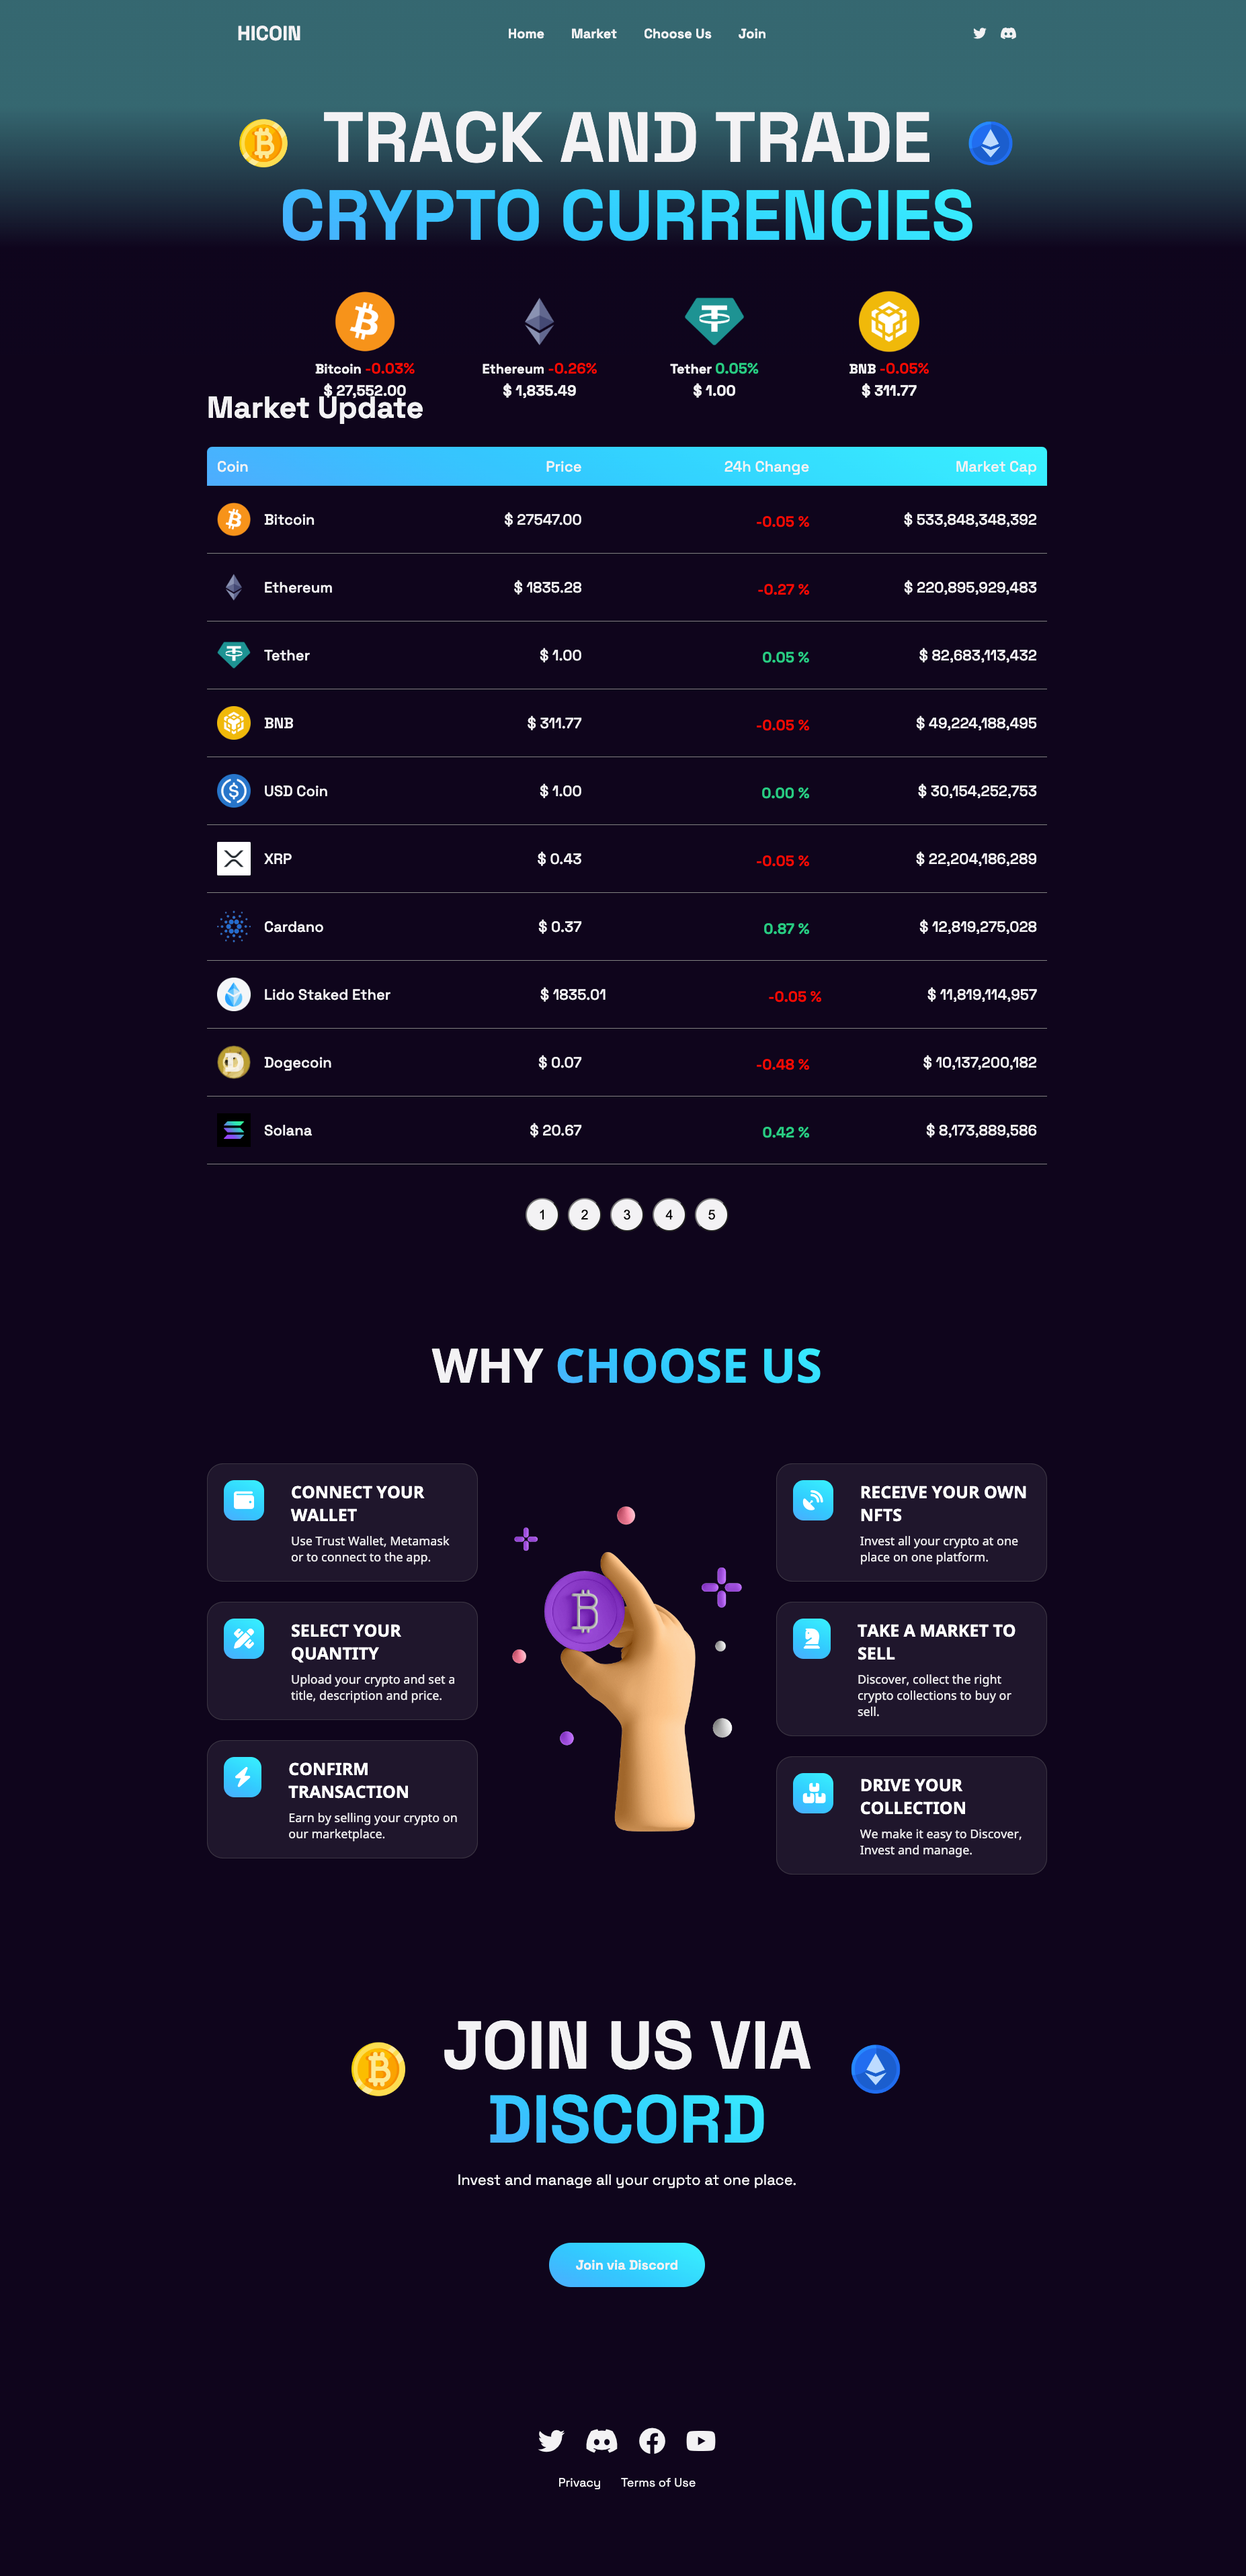 HICOIN
Home Market Choose Us Join
TRACK AND TRADE
CRYPTO CURRENCIES
Bitcoin -0.03% Ethereum -0.26% Tether 0.05% BNB -0.05%
$ 27,552.00 $ 1,835.49 $ 1.00 $ 311.77
Market Update
Coin Price 24h Change Market Cap
Bitcoin $ 27547.00 -0.05 % $ 533,848,348,392
Ethereum $ 1835.28 -0.27 % $ 220,895,929,483
Tether $ 1.00 0.05 % $ 82,683,113,432
BNB $ 311.77 -0.05 % $ 49,224,188,495
USD Coin $ 1.00 0.00 % $ 30,154,252,753
XRP $ 0.43 -0.05 % $ 22,204,186,289
Cardano $ 0.37 0.87 % $ 12,819,275,028
Lido Staked Ether $ 1835.01 -0.05 % $ 11,819,114,957
Dogecoin $ 0.07 -0.48 % $ 10,137,200,182
Solana $ 20.67 0.42 % $ 8,173,889,586
1 2 3 4 5
WHY CHOOSE US
CONNECT YOUR
WALLET
Use Trust Wallet, Metamask
or to connect to the app.
SELECT YOUR
QUANTITY
Upload your crypto and set a
title, description and price.
CONFIRM
TRANSACTION
Earn by selling your crypto on
our marketplace.
RECEIVE YOUR OWN
NFTS
Invest all your crypto at one
place on one platform.
TAKE A MARKET TO
SELL
Discover, collect the right
crypto collections to buy or
sell.
DRIVE YOUR
COLLECTION
We make it easy to Discover,
Invest and manage.
JOIN US VIA
DISCORD
Invest and manage all your crypto at one place.
Join via Discord
Privacy Terms of Use